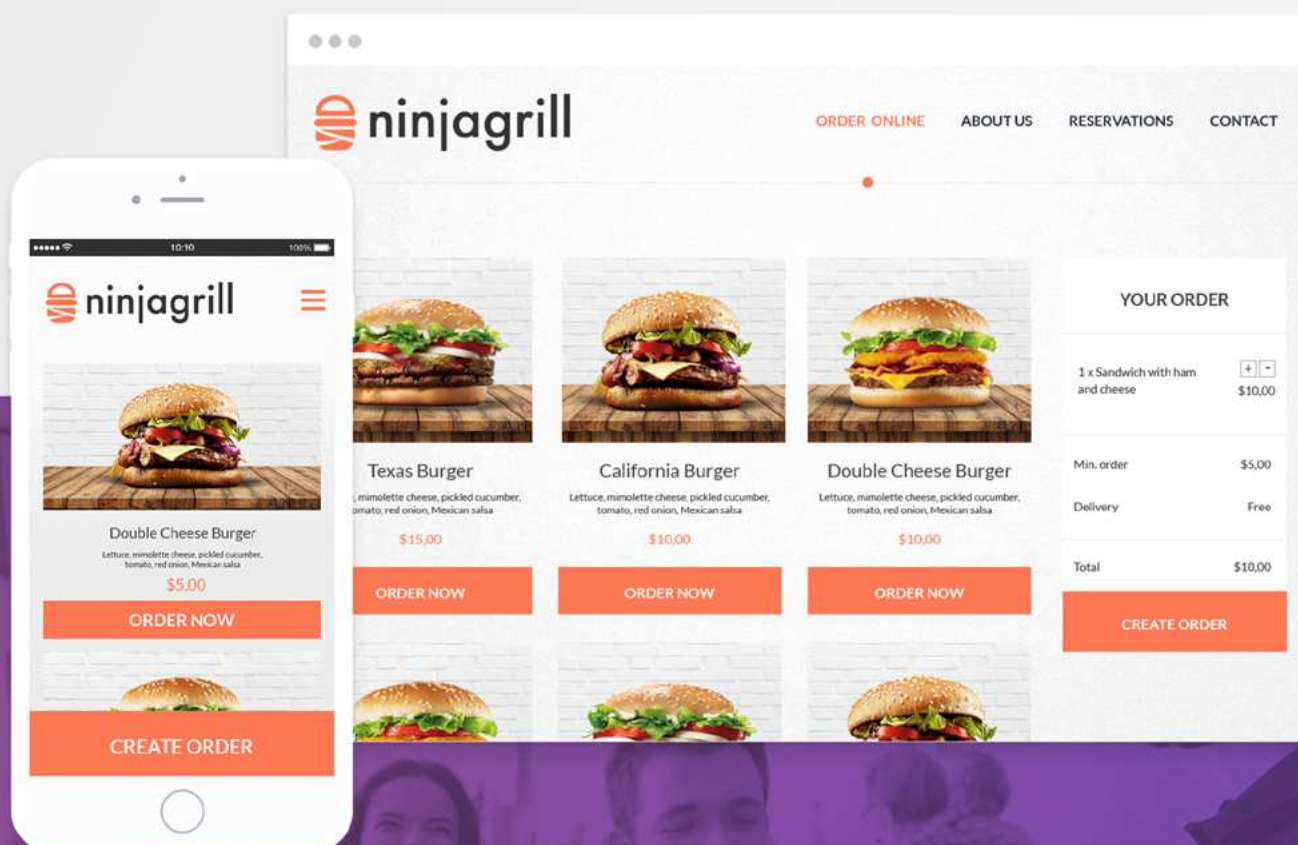 ninjagrill
ORDER ONLINE
ABOUT US
RESERVATIONS
CONTACT
10:10
100%
ninjagrill
Double Cheese Burger
Lettuce, mimolette cheese, pickled cucumber,
tomato, red onion, Mexican salsa
$5,00
ORDER NOW
CREATE ORDER
Texas Burger
, mimolette cheese, pickled cucumber,
omato, red onion, Mexican salsa
$15,00
ORDER NOW
California Burger
Lettuce, mimolette cheese, pickled cucumber,
tomato, red onion, Mexican salsa
$10,00
ORDER NOW
Double Cheese Burger
Lettuce, mimolette cheese, pickled cucumber,
tomato, red onion, Mexican salsa
$10,00
ORDER NOW
YOUR ORDER
1 x Sandwich with ham
and cheese
+ -
$10,00
Min. order $5,00
Delivery Free
Total $10,00
CREATE ORDER